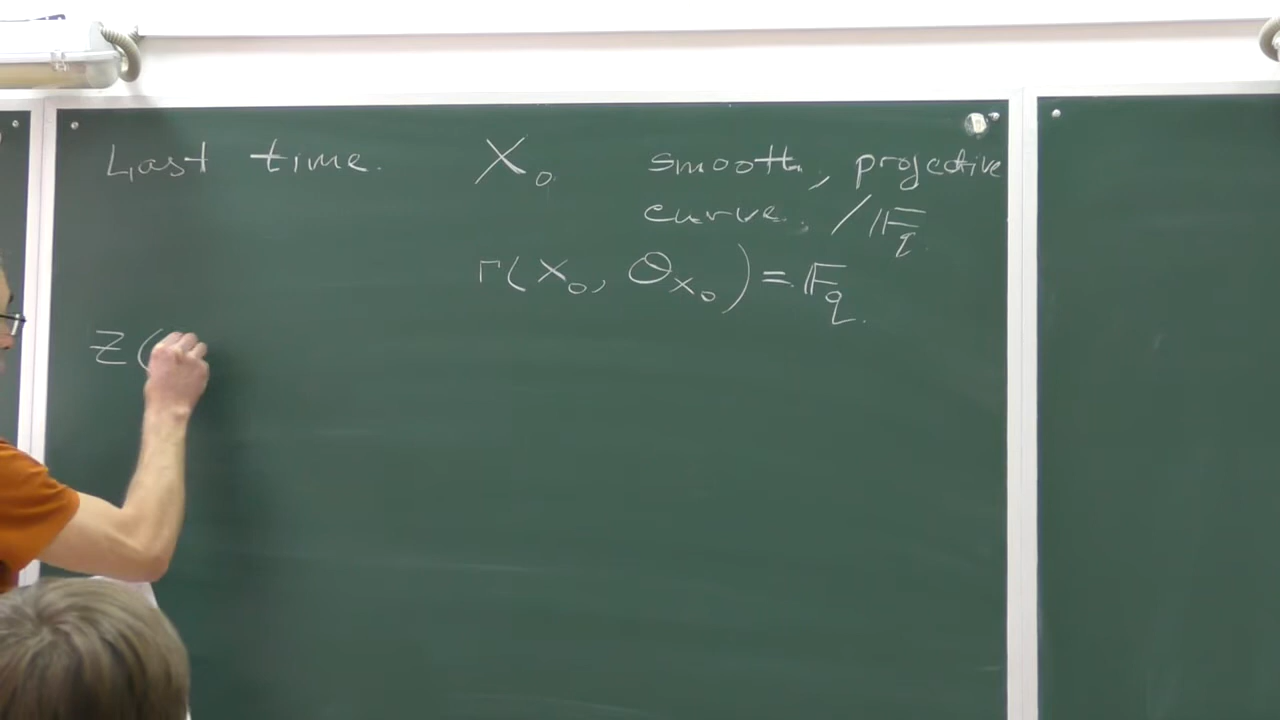 Last time. X₀ smooth, projective
curve, /𝔽_q
Γ(X₀, 𝒪_{X₀}) = 𝔽_q.
Z(